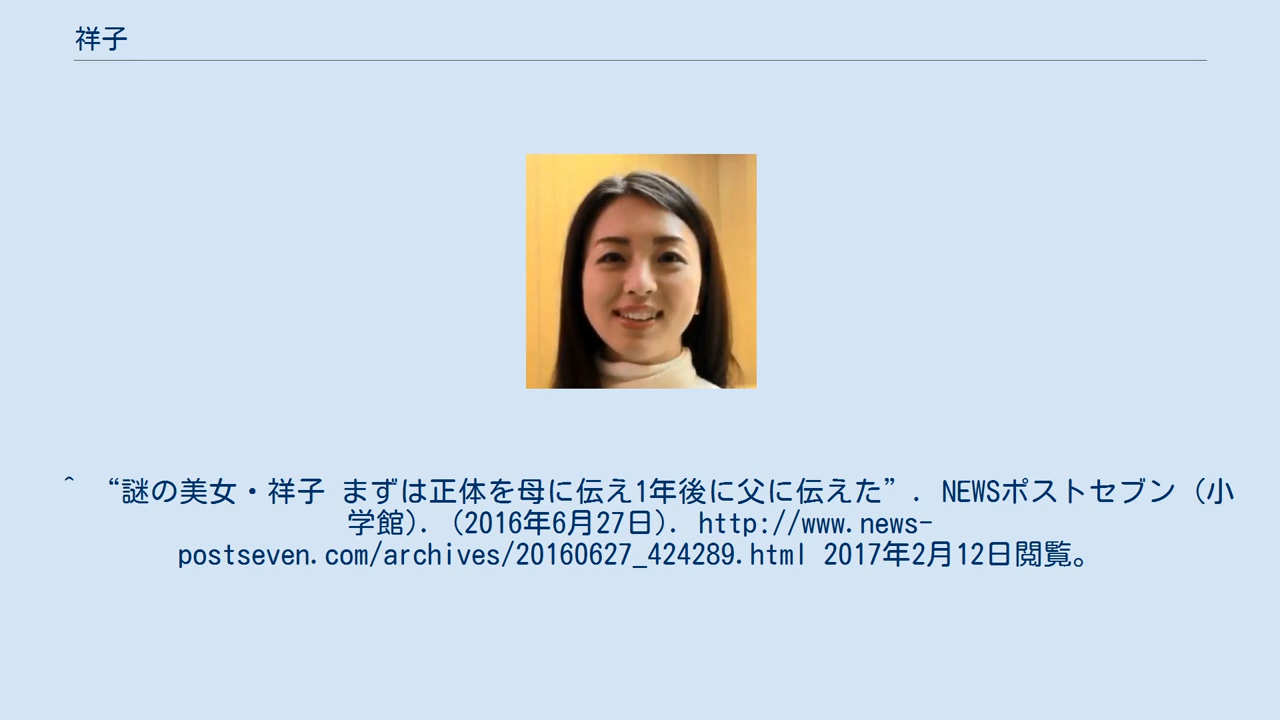 祥子
^ “謎の美女・祥子 まずは正体を母に伝え1年後に父に伝えた”. NEWSポストセブン (小
学館). (2016年6月27日). http://www.news-
postseven.com/archives/20160627_424289.html 2017年2月12日閲覧。